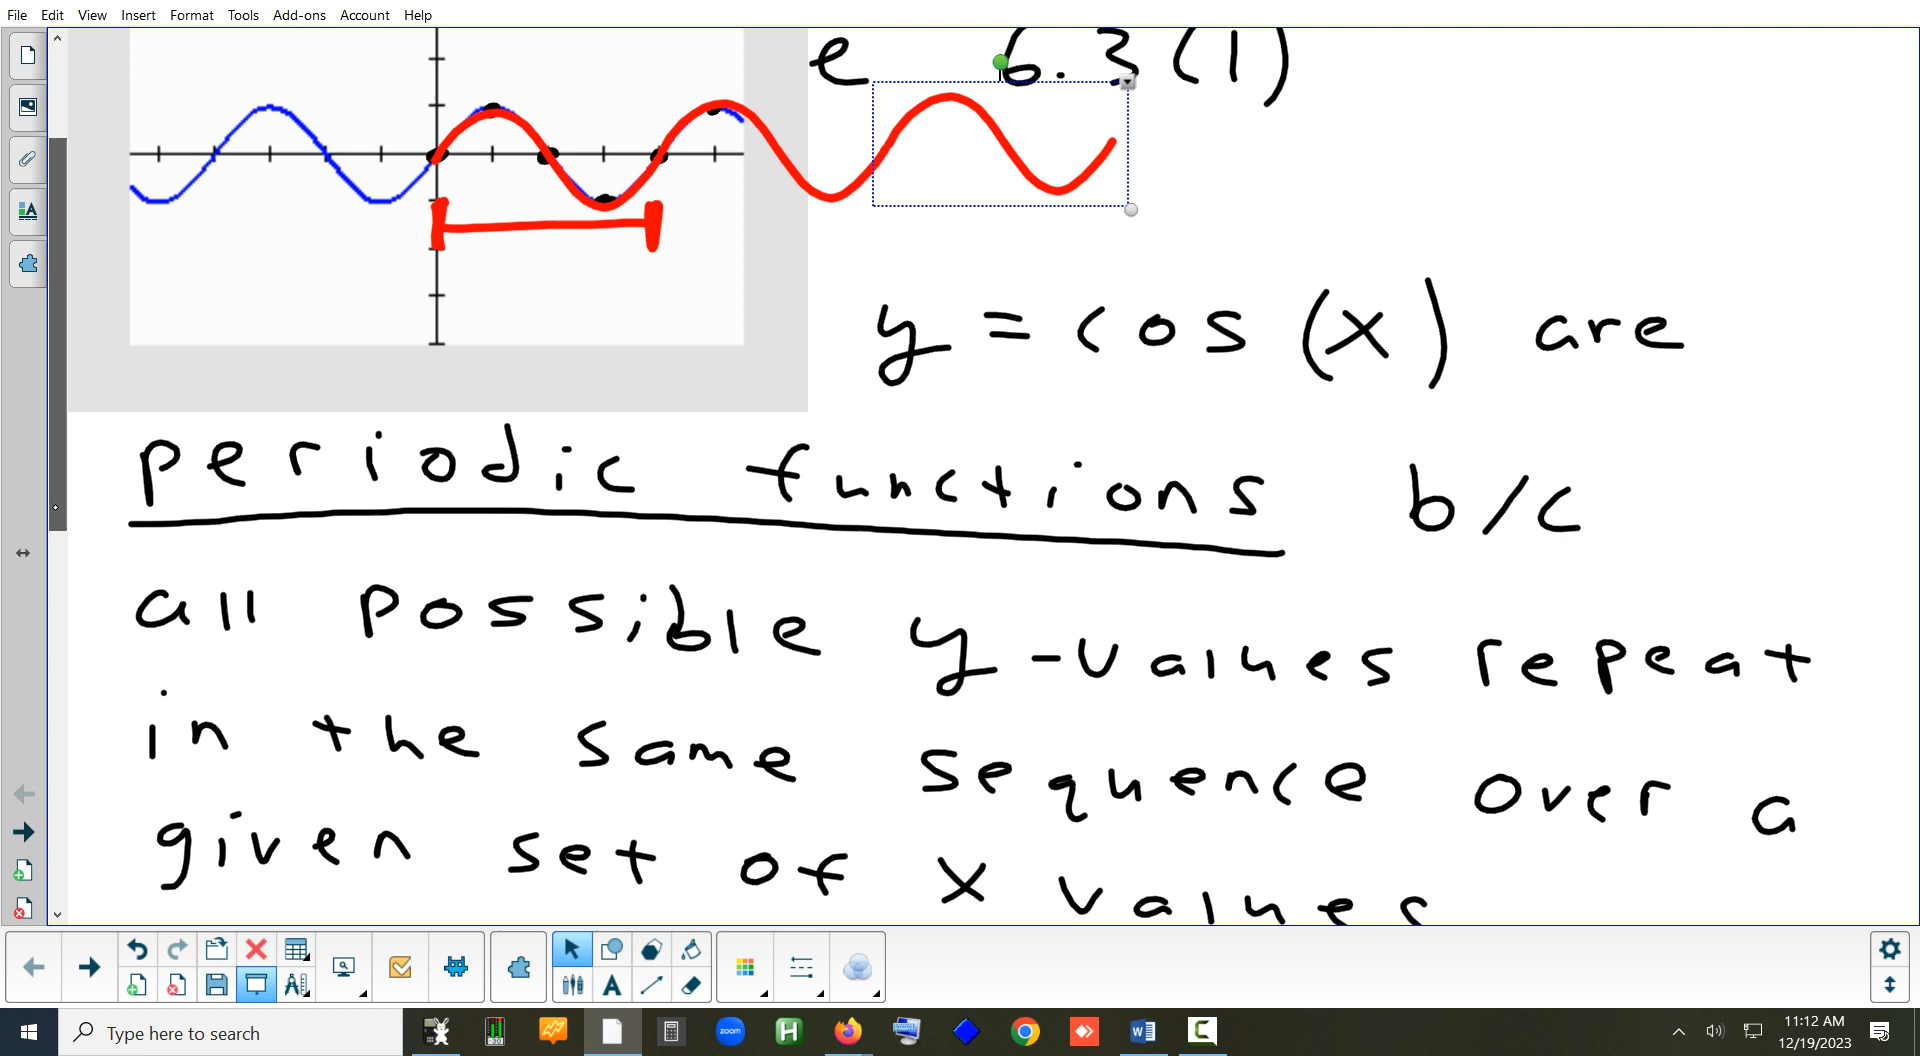 File Edit View Insert Format Tools Add-ons Account Help
e 6.3 (1)
y = cos (x) are
periodic functions b/c
all possible y-values repeat
in the same sequence over a
given set of x values
Type here to search
zoom
H
W
C
11:12 AM
12/19/2023